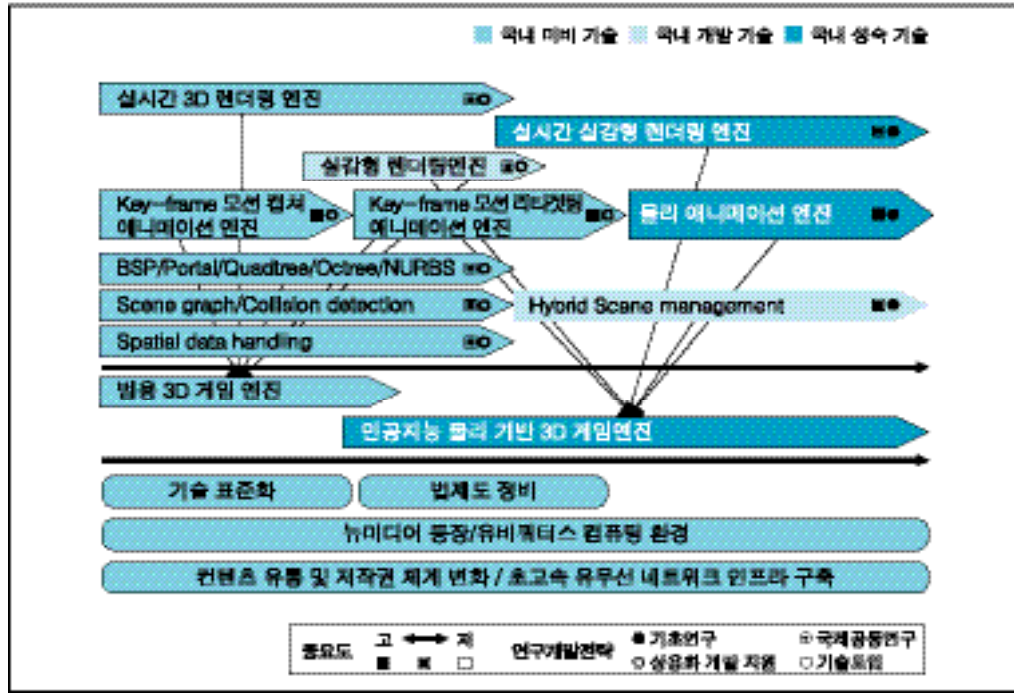 국내 미비 기술 국내 개발 기술 국내 성숙 기술
실시간 3D 렌더링 엔진
실시간 실감형 렌더링 엔진
실감형 렌더링엔진
Key-frame 모션 캡쳐
애니메이션 엔진
Key-frame 모션 리타겟팅
애니메이션 엔진
물리 애니메이션 엔진
BSP/Portal/Quadtree/Octree/NURBS
Scene graph/Collision detection
Hybrid Scane management
Spatial data handling
범용 3D 게임 엔진
인공지능 물리 기반 3D 게임엔진
기술 표준화
법제도 정비
뉴미디어 등장/유비쿼터스 컴퓨팅 환경
컨텐츠 유통 및 저작권 체계 변화 / 초고속 유무선 네트워크 인프라 구축
중요도 고 저
연구개발전략
기초연구 국제공동연구
상용화 개발 지원 기술도입